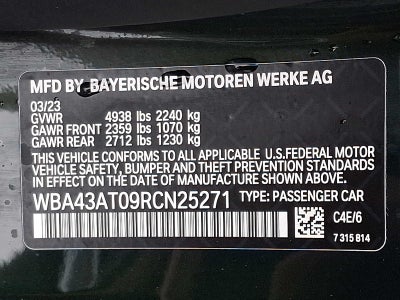 MFD BY BAYERISCHE MOTOREN WERKE AG
03/23
GVWR 4938 lbs 2240 kg
GAWR FRONT 2359 lbs 1070 kg
GAWR REAR 2712 lbs 1230 kg
THIS VEHICLE CONFORMS TO ALL APPLICABLE U.S.FEDERAL MOTOR
VEHICLE SAFETY, BUMPER AND THEFT PREVENTION STANDARDS IN EFFECT ON THE
DATE OF MANUFACTURE SHOWN ABOVE.
WBA43AT09RCN25271 TYPE: PASSENGER CAR
C4E/6
7 315 814